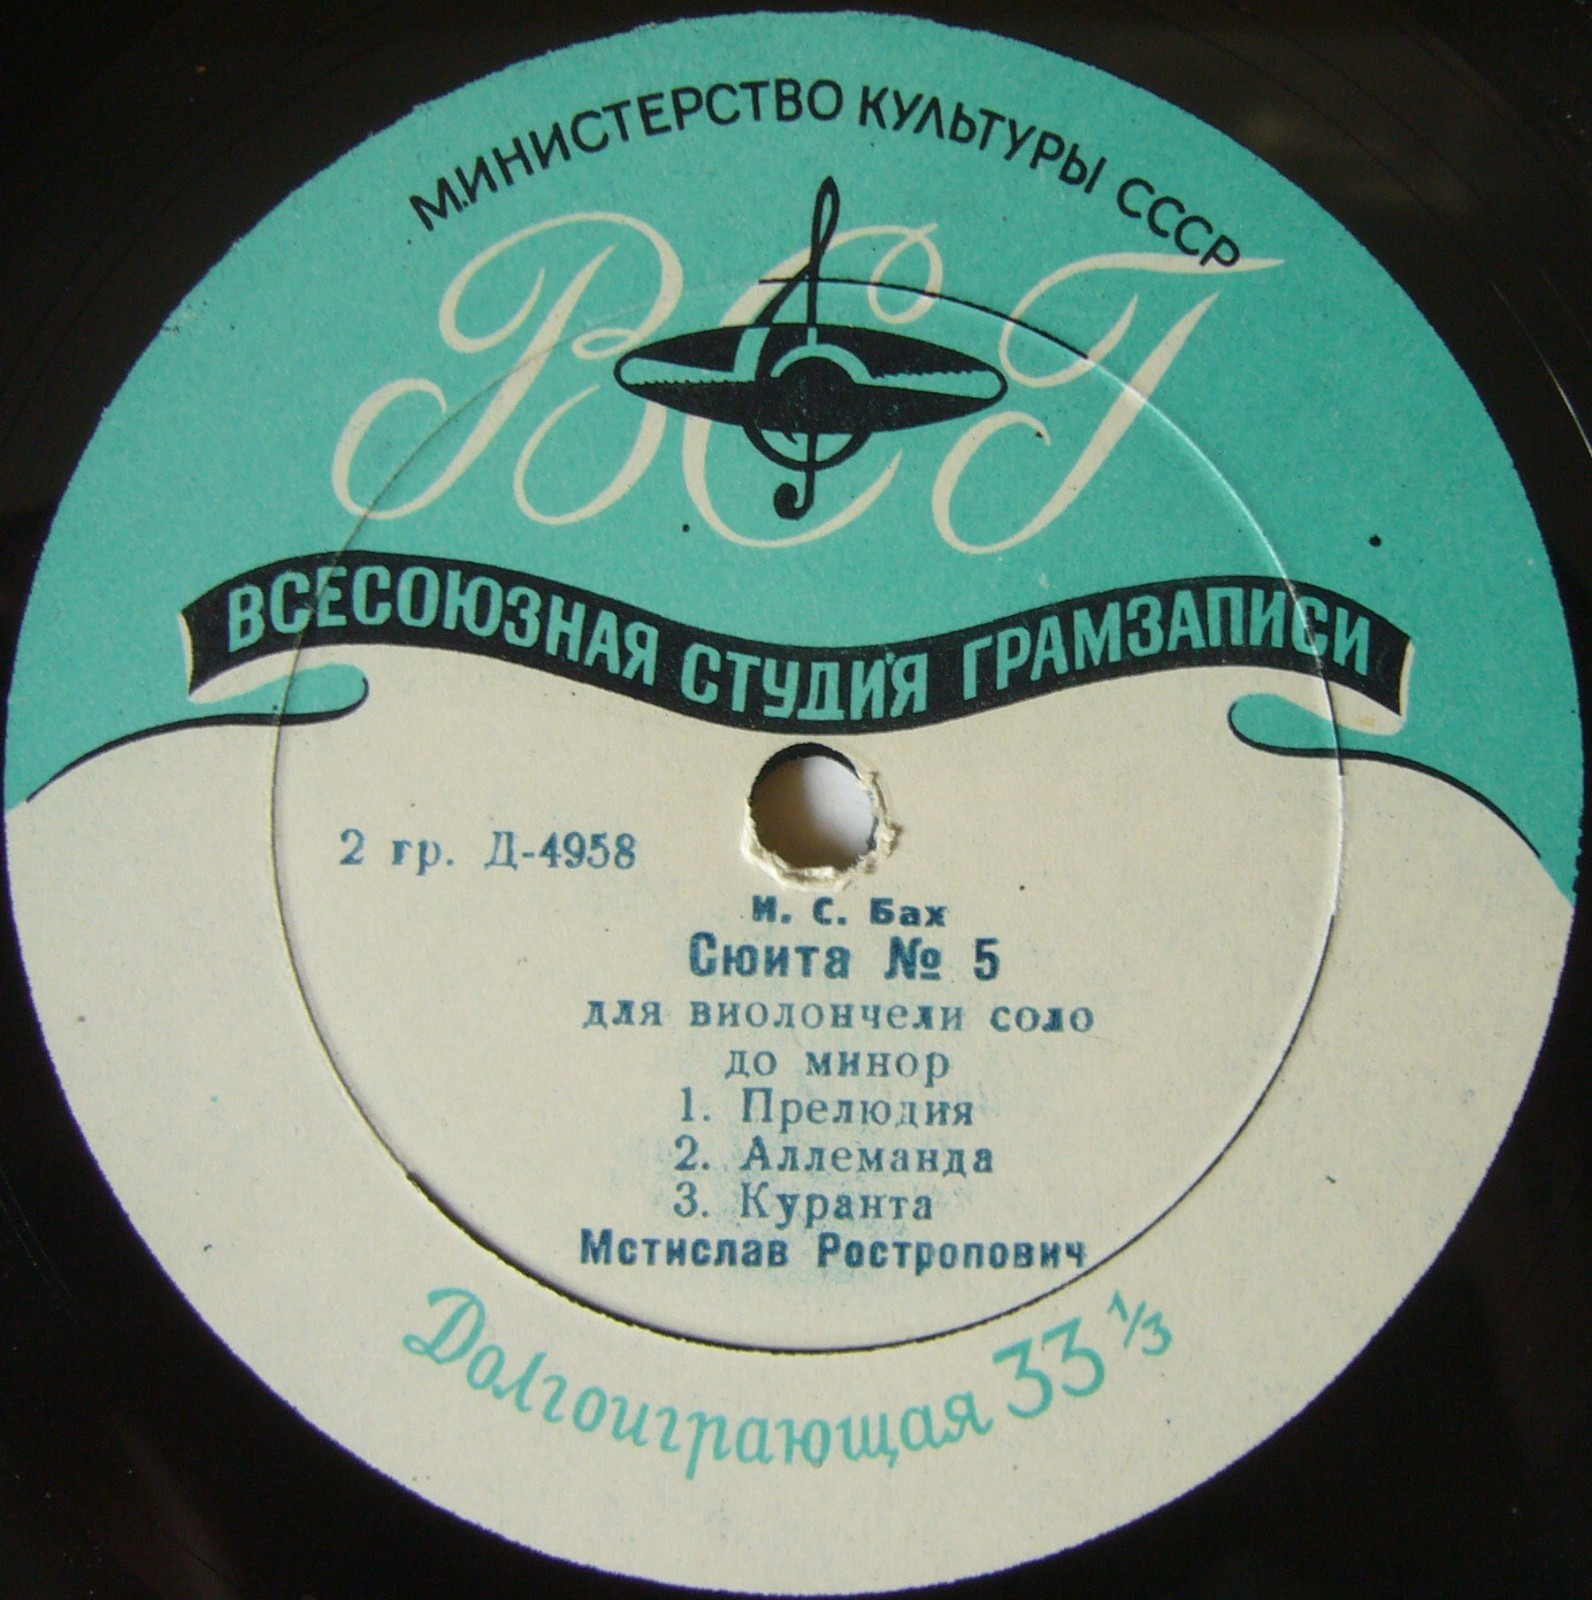 МИНИСТЕРСТВО КУЛЬТУРЫ СССР
ВСГ
ВСЕСОЮЗНАЯ СТУДИЯ ГРАМЗАПИСИ
2 гр. Д-4958
И. С. Бах
Сюита № 5
для виолончели соло
до минор
1. Прелюдия
2. Аллеманда
3. Куранта
Мстислав Ростропович
Долгоиграющая 33 1/3